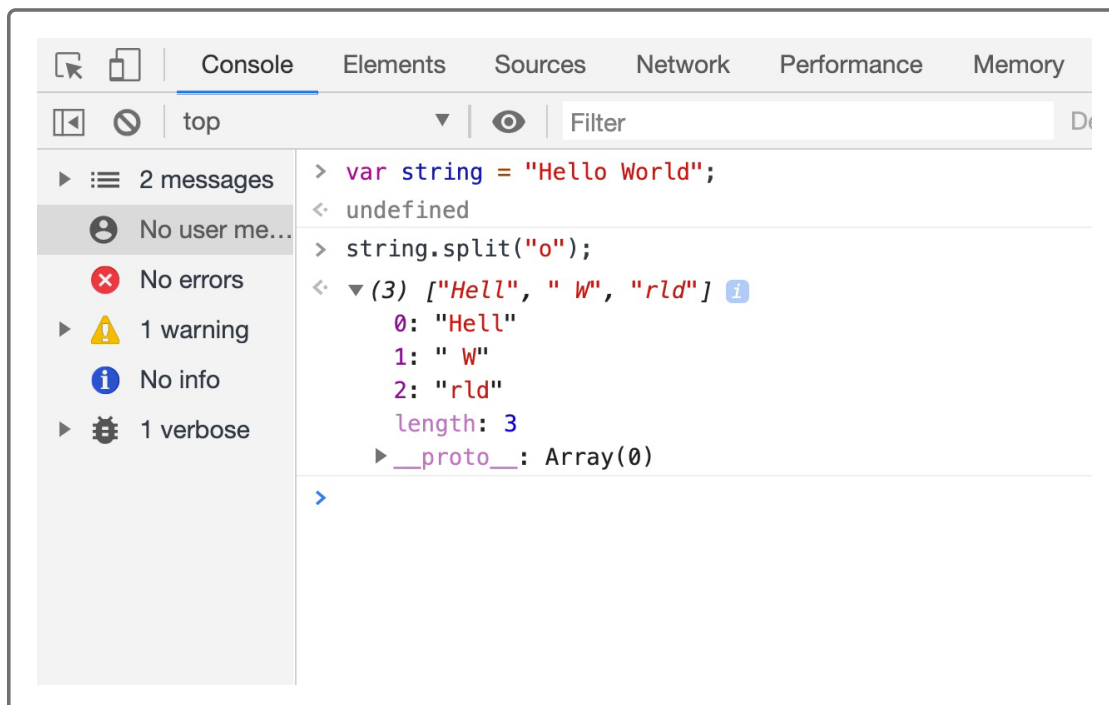 Console Elements Sources Network Performance Memory
top Filter De
2 messages
No user me...
No errors
1 warning
No info
1 verbose
> var string = "Hello World";
undefined
> string.split("o");
(3) ["Hell", " W", "rld"] i
0: "Hell"
1: " W"
2: "rld"
length: 3
__proto__: Array(0)
>